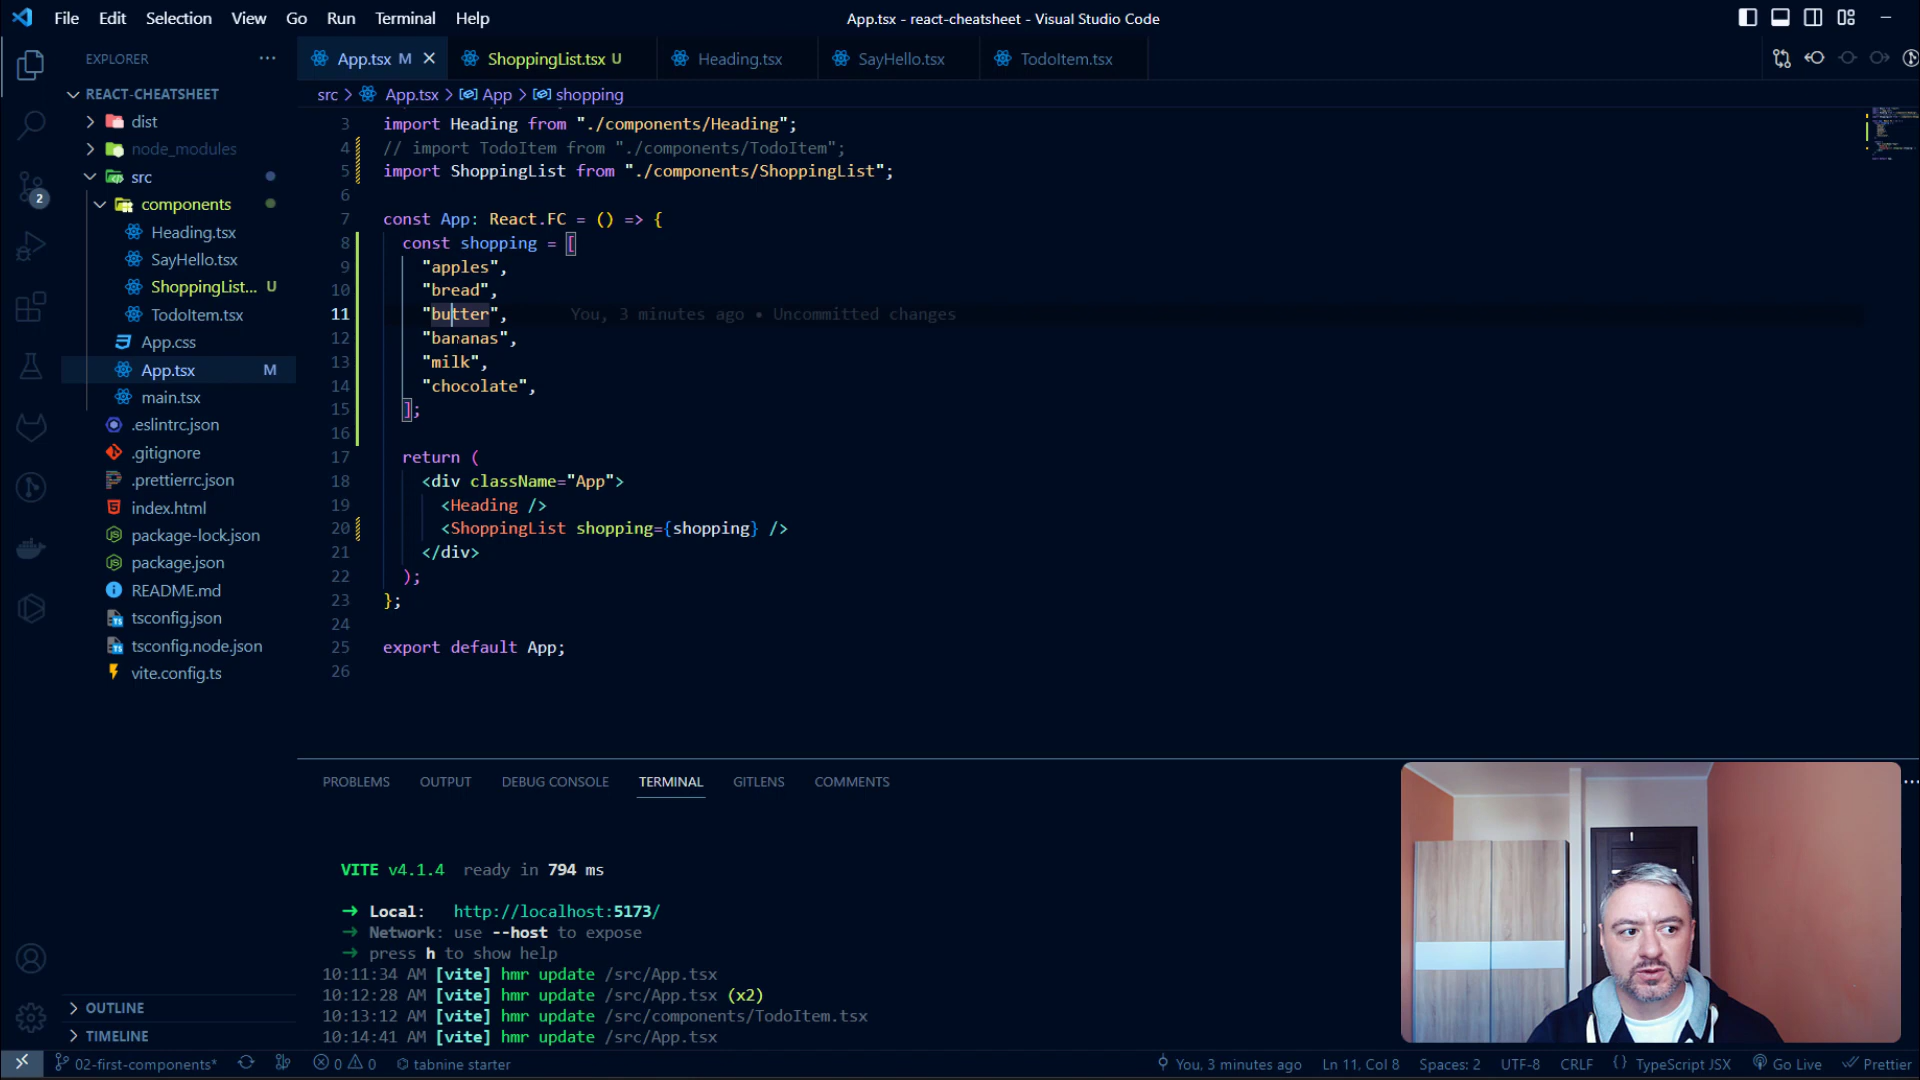 File Edit Selection View Go Run Terminal Help
App.tsx - react-cheatsheet - Visual Studio Code
EXPLORER
App.tsx M
ShoppingList.tsx U
Heading.tsx
SayHello.tsx
TodoItem.tsx
REACT-CHEATSHEET
dist
node_modules
src
components
Heading.tsx
SayHello.tsx
ShoppingList... U
TodoItem.tsx
App.css
App.tsx M
main.tsx
.eslintrc.json
.gitignore
.prettierrc.json
index.html
package-lock.json
package.json
README.md
tsconfig.json
tsconfig.node.json
vite.config.ts
OUTLINE
TIMELINE
2
src > App.tsx > App > shopping
3 import Heading from "./components/Heading";
4 // import TodoItem from "./components/TodoItem";
5 import ShoppingList from "./components/ShoppingList";
6
7 const App: React.FC = () => {
8 const shopping = [
9 "apples",
10 "bread",
11 "butter", You, 3 minutes ago • Uncommitted changes
12 "bananas",
13 "milk",
14 "chocolate",
15 ];
16
17 return (
18 <div className="App">
19 <Heading />
20 <ShoppingList shopping={shopping} />
21 </div>
22 );
23 };
24
25 export default App;
26
PROBLEMS OUTPUT DEBUG CONSOLE TERMINAL GITLENS COMMENTS
VITE v4.1.4 ready in 794 ms
➜ Local: http://localhost:5173/
➜ Network: use --host to expose
➜ press h to show help
10:11:34 AM [vite] hmr update /src/App.tsx
10:12:28 AM [vite] hmr update /src/App.tsx (x2)
10:13:12 AM [vite] hmr update /src/components/TodoItem.tsx
10:14:41 AM [vite] hmr update /src/App.tsx
02-first-components* 0 0 tabnine starter You, 3 minutes ago Ln 11, Col 8 Spaces: 2 UTF-8 CRLF {} TypeScript JSX Go Live Prettier